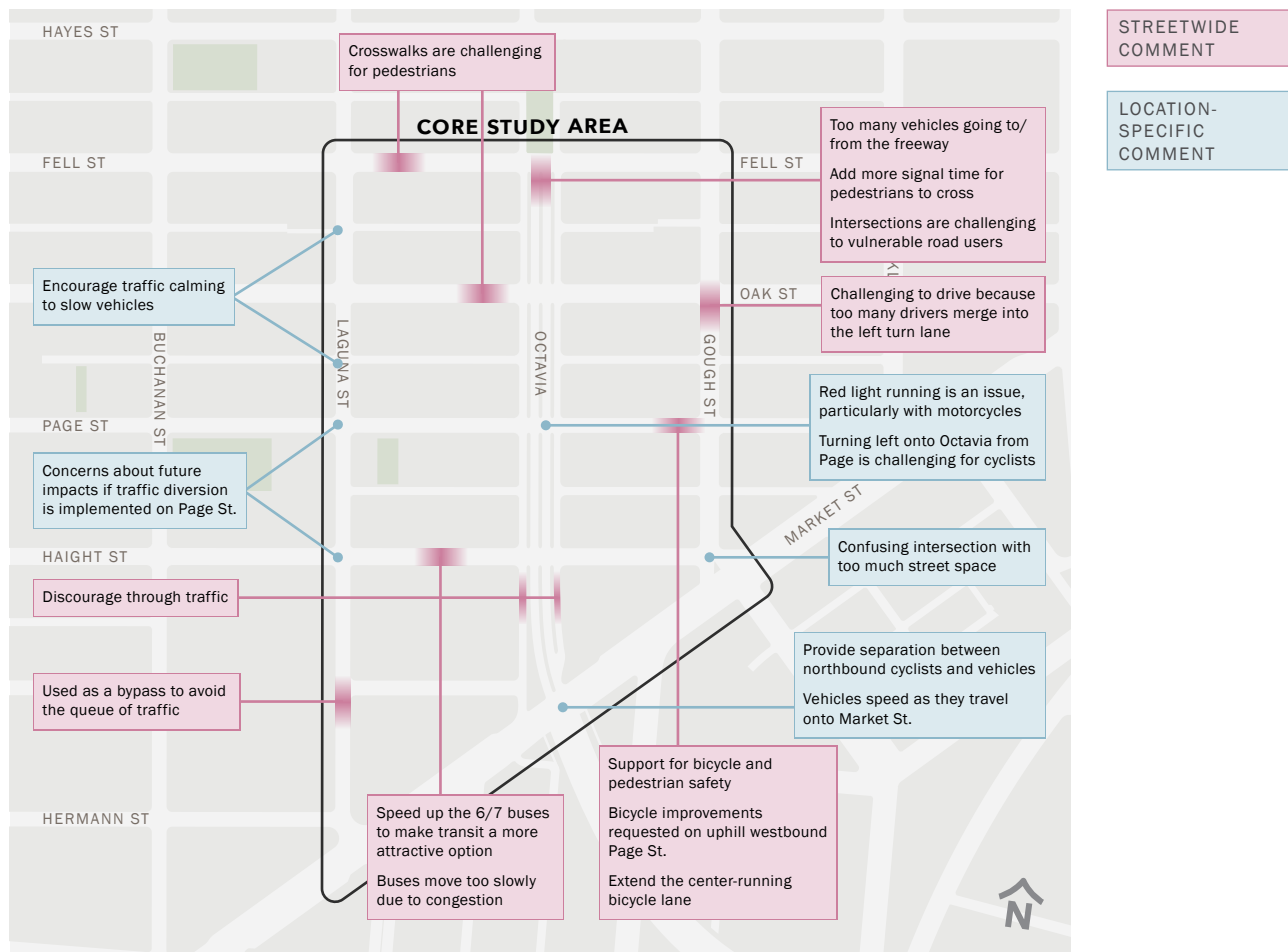 HAYES ST
Crosswalks are challenging
for pedestrians
STREETWIDE
COMMENT
LOCATION-
SPECIFIC
COMMENT
CORE STUDY AREA
FELL ST
FELL ST
Too many vehicles going to/
from the freeway
Add more signal time for
pedestrians to cross
Intersections are challenging
to vulnerable road users
Encourage traffic calming
to slow vehicles
OAK ST
Challenging to drive because
too many drivers merge into
the left turn lane
BUCHANAN ST
LAGUNA ST
OCTAVIA
GOUGH ST
Red light running is an issue,
particularly with motorcycles
Turning left onto Octavia from
Page is challenging for cyclists
PAGE ST
Concerns about future
impacts if traffic diversion
is implemented on Page St.
MARKET ST
HAIGHT ST
Confusing intersection with
too much street space
Discourage through traffic
Provide separation between
northbound cyclists and vehicles
Vehicles speed as they travel
onto Market St.
Used as a bypass to avoid
the queue of traffic
HERMANN ST
Speed up the 6/7 buses
to make transit a more
attractive option
Buses move too slowly
due to congestion
Support for bicycle and
pedestrian safety
Bicycle improvements
requested on uphill westbound
Page St.
Extend the center-running
bicycle lane
N